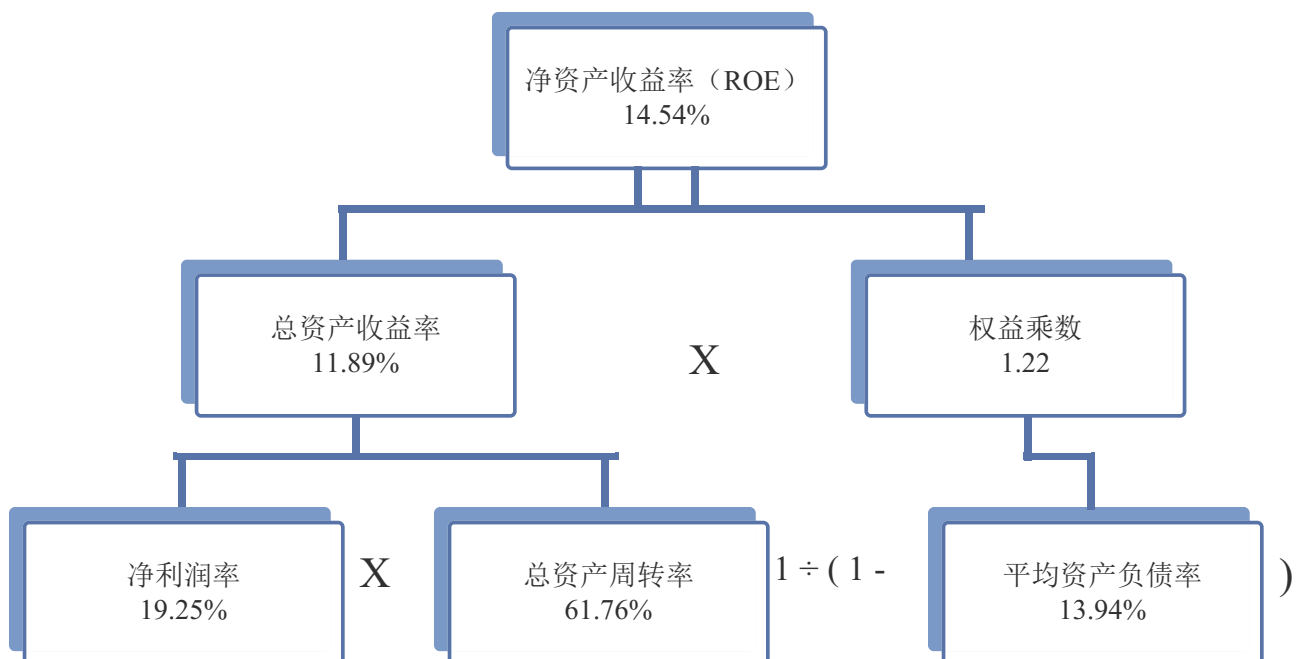 净资产收益率（ROE）
14.54%
总资产收益率
11.89%
X
权益乘数
1.22
净利润率
19.25%
X
总资产周转率
61.76%
1 ÷ ( 1 -
平均资产负债率
13.94%
)